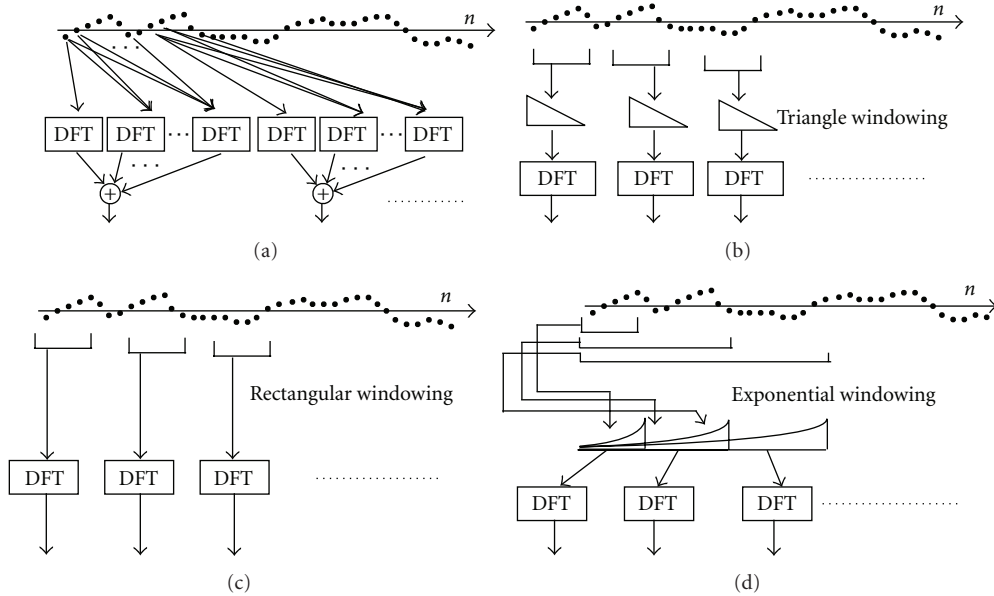 n
. . .
DFT DFT · · · DFT DFT DFT · · · DFT
. . . . . .
+ +
(a)
n
Triangle windowing
DFT DFT DFT
(b)
n
Rectangular windowing
DFT DFT DFT
(c)
n
Exponential windowing
DFT DFT DFT
(d)